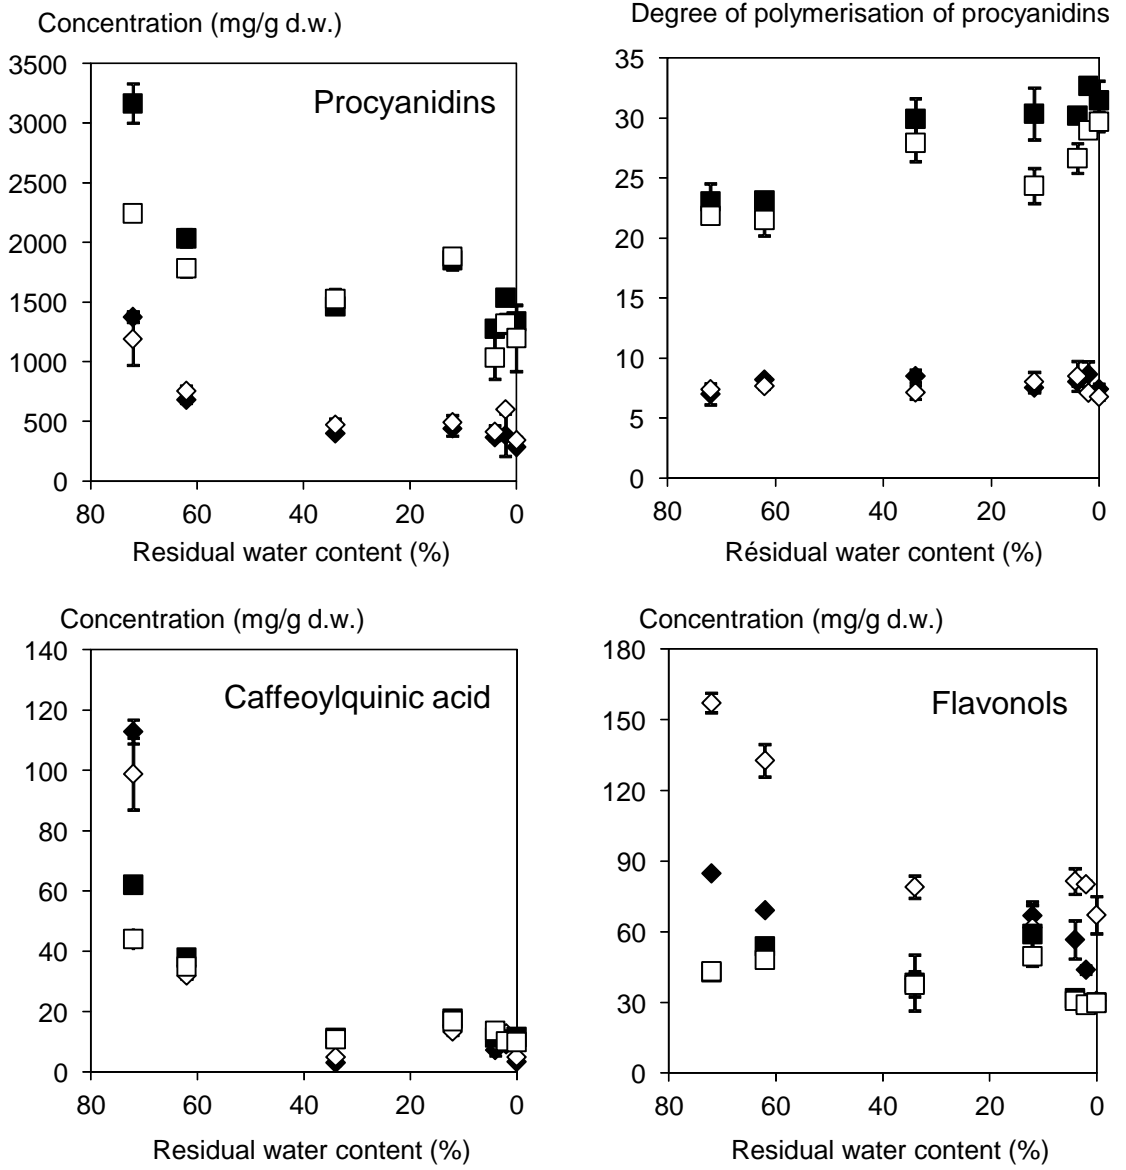 Concentration (mg/g d.w.)
Procyanidins
3500
3000
2500
2000
1500
1000
500
0
80 60 40 20 0
Residual water content (%)
Degree of polymerisation of procyanidins
35
30
25
20
15
10
5
0
80 60 40 20 0
Résidual water content (%)
Concentration (mg/g d.w.)
Caffeoylquinic acid
140
120
100
80
60
40
20
0
80 60 40 20 0
Residual water content (%)
Concentration (mg/g d.w.)
Flavonols
180
150
120
90
60
30
0
80 60 40 20 0
Residual water content (%)